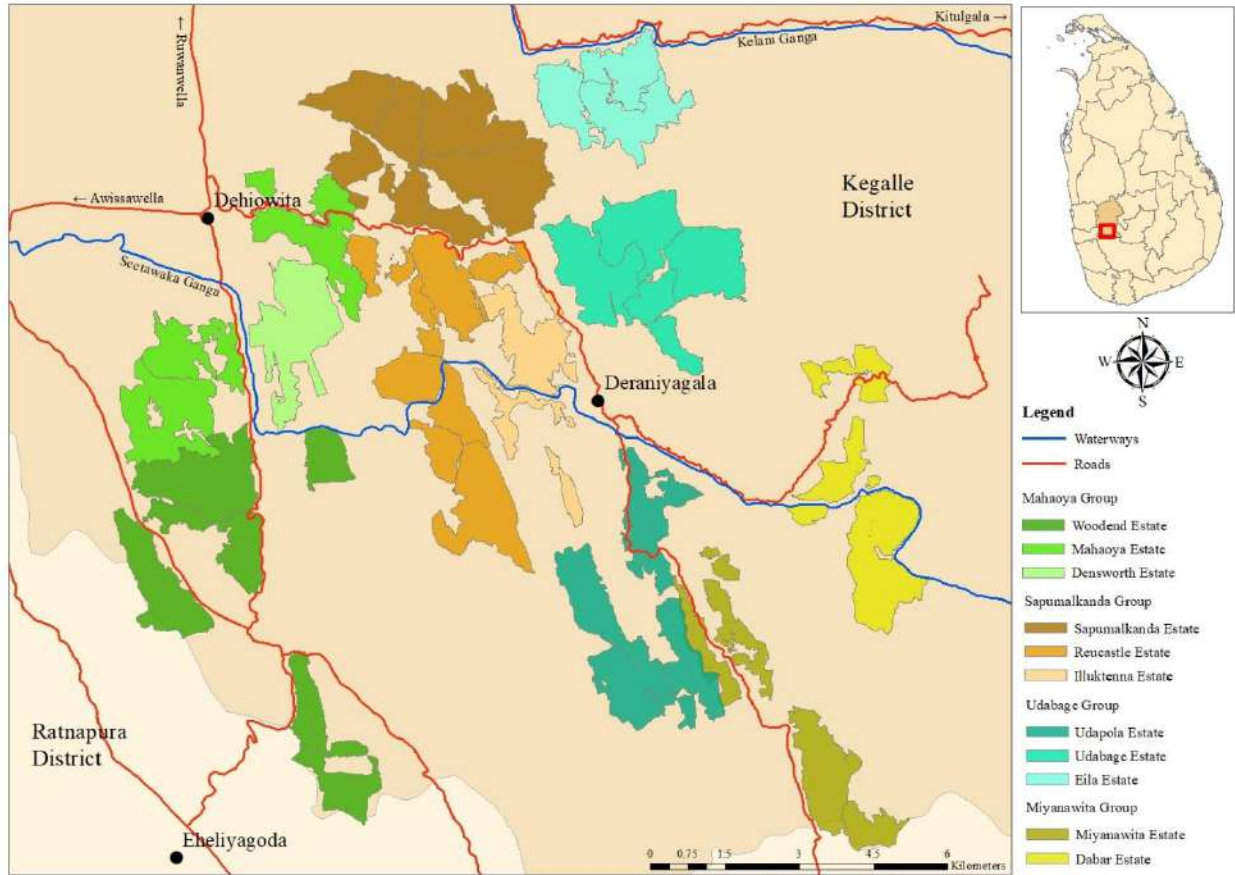 Kitulgala →
Kelani Ganga
← Ruwanwella
Kegalle
District
← Awissawella
Dehiowita
Seetawaka Ganga
Deraniyagala
Ratnapura
District
Eheliyagoda
0 0.75 1.5 3 4.5 6
Kilometers
N
W E
S
Legend
Waterways
Roads
Mahaoya Group
Woodend Estate
Mahaoya Estate
Densworth Estate
Sapumalkanda Group
Sapumalkanda Estate
Reucastle Estate
Illuktenna Estate
Udabage Group
Udapola Estate
Udabage Estate
Eila Estate
Miyanawita Group
Miyanawita Estate
Dabar Estate